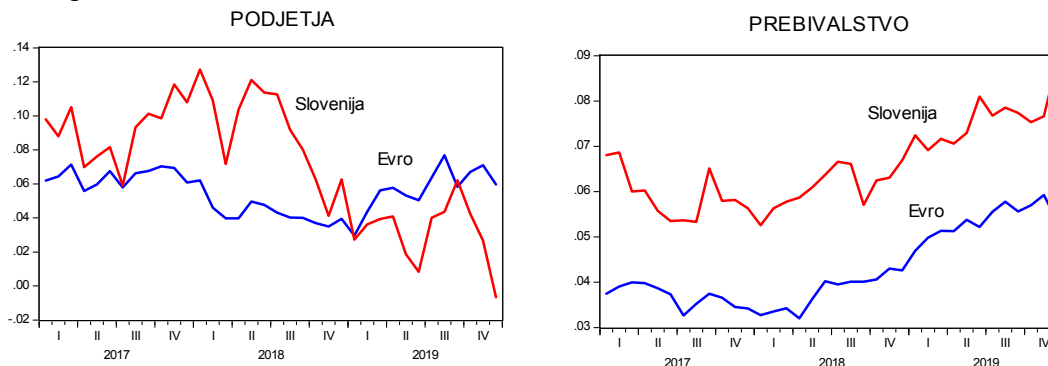 PODJETJA
.14
.12
.10
.08
.06
.04
.02
.00
-.02
Slovenija
Evro
I II III IV I II III IV I II III IV
2017 2018 2019
PREBIVALSTVO
.09
.08
.07
.06
.05
.04
.03
Slovenija
Evro
I II III IV I II III IV I II III IV
2017 2018 2019